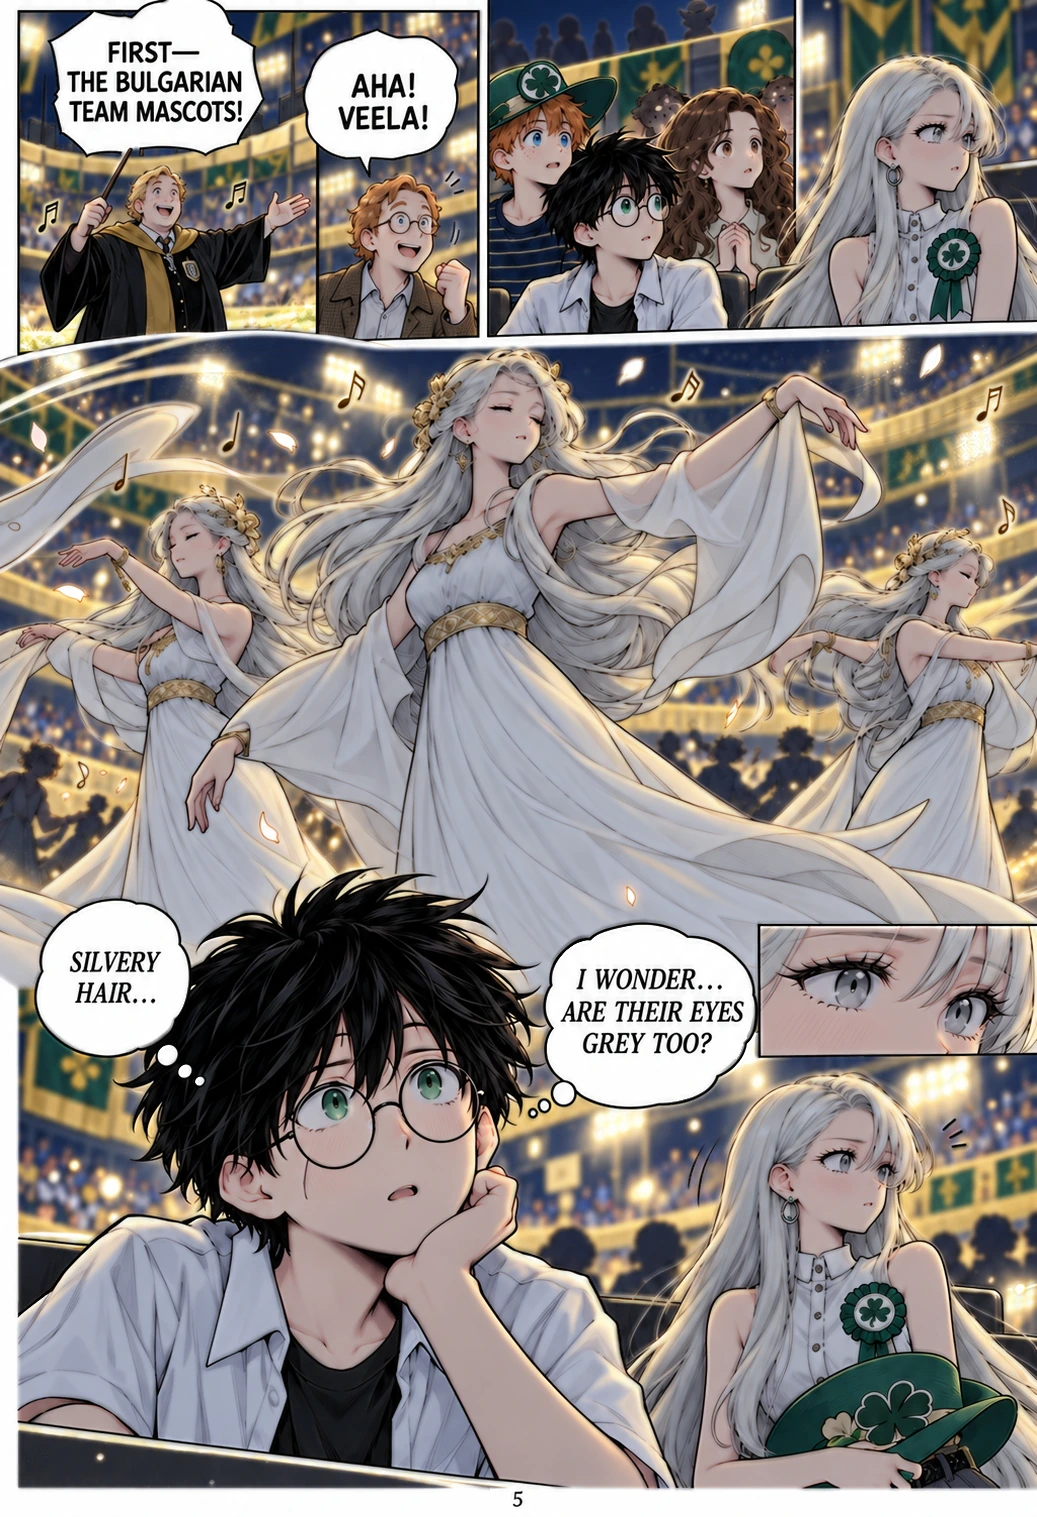 FIRST—
THE BULGARIAN
TEAM MASCOTS!
AHA!
VEELA!
SILVERY
HAIR...
I WONDER...
ARE THEIR EYES
GREY TOO?
5